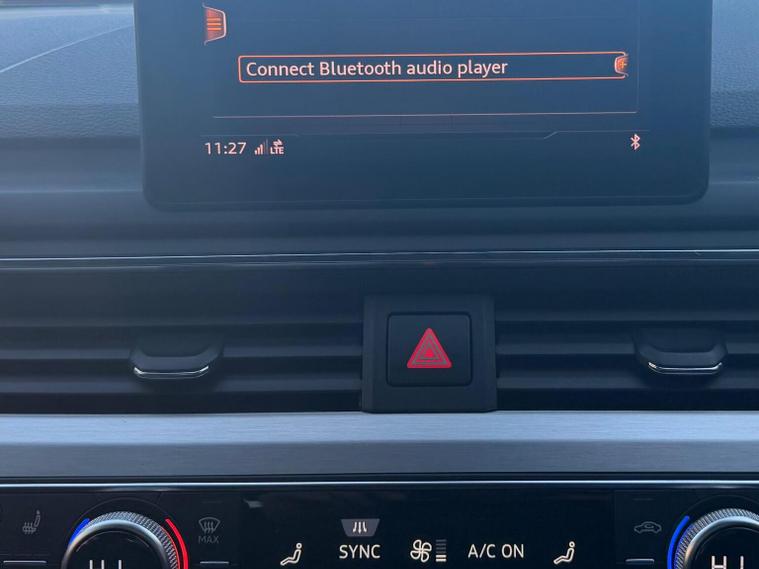 Connect Bluetooth audio player
11:27 LTE
MAX
SYNC
A/C ON